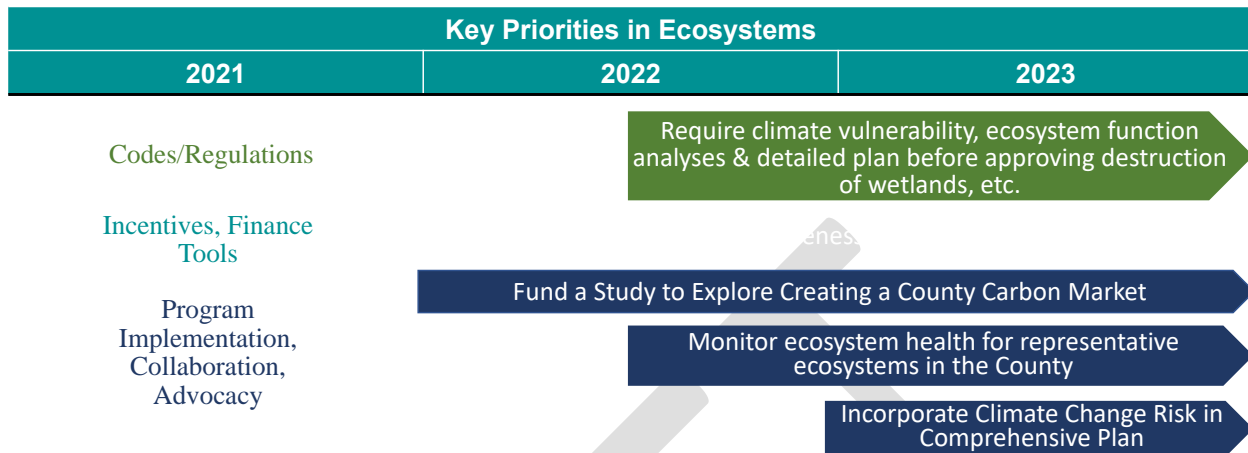 Key Priorities in Ecosystems
2021 2022 2023
Codes/Regulations
Require climate vulnerability, ecosystem function
analyses & detailed plan before approving destruction
of wetlands, etc.
Incentives, Finance
Tools
Program
Implementation,
Collaboration,
Advocacy
Fund a Study to Explore Creating a County Carbon Market
Monitor ecosystem health for representative
ecosystems in the County
Incorporate Climate Change Risk in
Comprehensive Plan